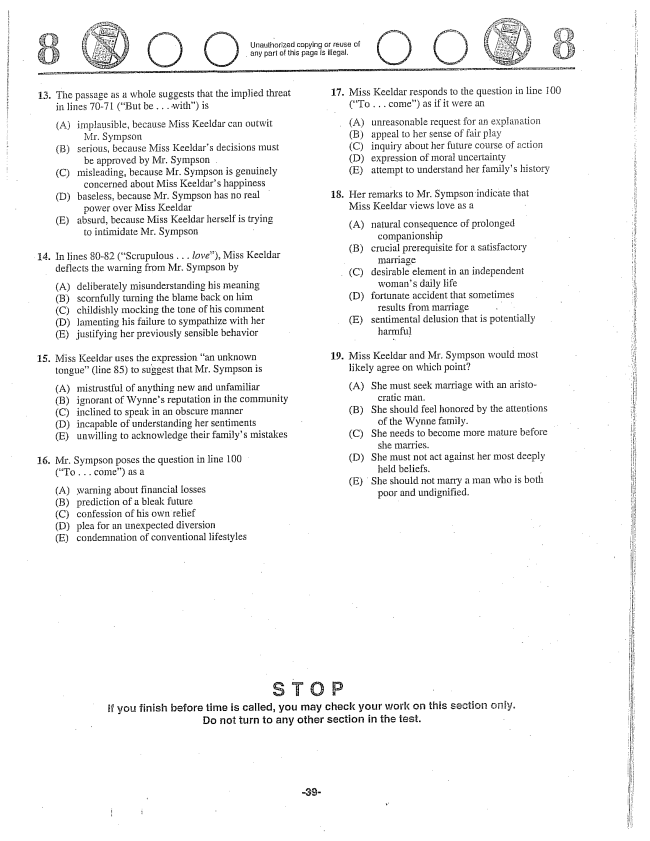 8
Unauthorized copying or reuse of
any part of this page is illegal.
8
13. The passage as a whole suggests that the implied threat
in lines 70-71 ("But be . . . with") is
(A) implausible, because Miss Keeldar can outwit
Mr. Sympson
(B) serious, because Miss Keeldar's decisions must
be approved by Mr. Sympson
(C) misleading, because Mr. Sympson is genuinely
concerned about Miss Keeldar's happiness
(D) baseless, because Mr. Sympson has no real
power over Miss Keeldar
(E) absurd, because Miss Keeldar herself is trying
to intimidate Mr. Sympson
14. In lines 80-82 ("Scrupulous . . . love"), Miss Keeldar
deflects the warning from Mr. Sympson by
(A) deliberately misunderstanding his meaning
(B) scornfully turning the blame back on him
(C) childishly mocking the tone of his comment
(D) lamenting his failure to sympathize with her
(E) justifying her previously sensible behavior
15. Miss Keeldar uses the expression "an unknown
tongue" (line 85) to suggest that Mr. Sympson is
(A) mistrustful of anything new and unfamiliar
(B) ignorant of Wynne's reputation in the community
(C) inclined to speak in an obscure manner
(D) incapable of understanding her sentiments
(E) unwilling to acknowledge their family's mistakes
16. Mr. Sympson poses the question in line 100
("To . . . come") as a
(A) warning about financial losses
(B) prediction of a bleak future
(C) confession of his own relief
(D) plea for an unexpected diversion
(E) condemnation of conventional lifestyles
17. Miss Keeldar responds to the question in line 100
("To . . . come") as if it were an
(A) unreasonable request for an explanation
(B) appeal to her sense of fair play
(C) inquiry about her future course of action
(D) expression of moral uncertainty
(E) attempt to understand her family's history
18. Her remarks to Mr. Sympson indicate that
Miss Keeldar views love as a
(A) natural consequence of prolonged
companionship
(B) crucial prerequisite for a satisfactory
marriage
(C) desirable element in an independent
woman's daily life
(D) fortunate accident that sometimes
results from marriage
(E) sentimental delusion that is potentially
harmful
19. Miss Keeldar and Mr. Sympson would most
likely agree on which point?
(A) She must seek marriage with an aristo-
cratic man.
(B) She should feel honored by the attentions
of the Wynne family.
(C) She needs to become more mature before
she marries.
(D) She must not act against her most deeply
held beliefs.
(E) She should not marry a man who is both
poor and undignified.
STOP
If you finish before time is called, you may check your work on this section only.
Do not turn to any other section in the test.
-39-